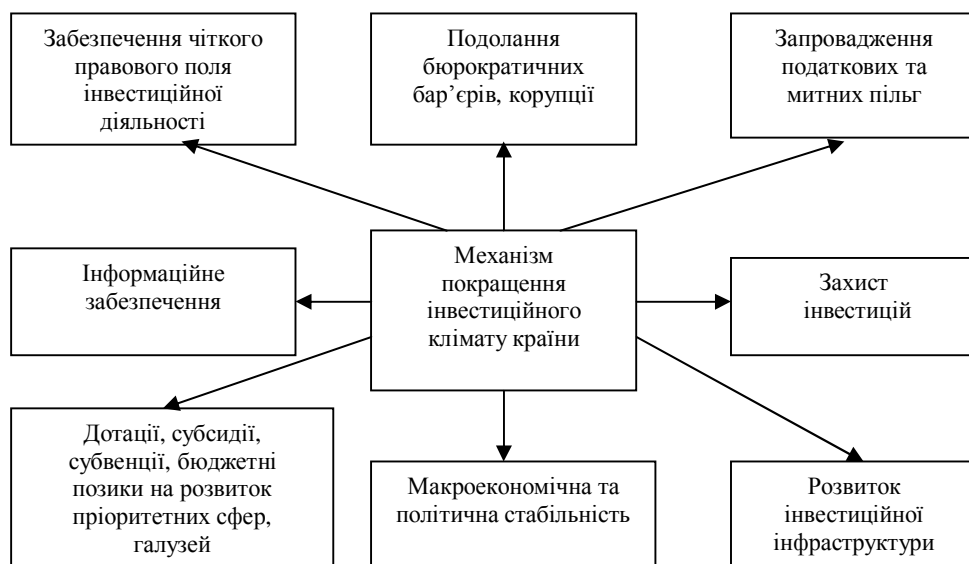 Забезпечення чіткого
правового поля
інвестиційної
діяльності
Подолання
бюрократичних
бар’єрів, корупції
Запровадження
податкових та
митних пільг
Інформаційне
забезпечення
Механізм
покращення
інвестиційного
клімату країни
Захист
інвестицій
Дотації, субсидії,
субвенції, бюджетні
позики на розвиток
пріоритетних сфер,
галузей
Макроекономічна та
політична стабільність
Розвиток
інвестиційної
інфраструктури